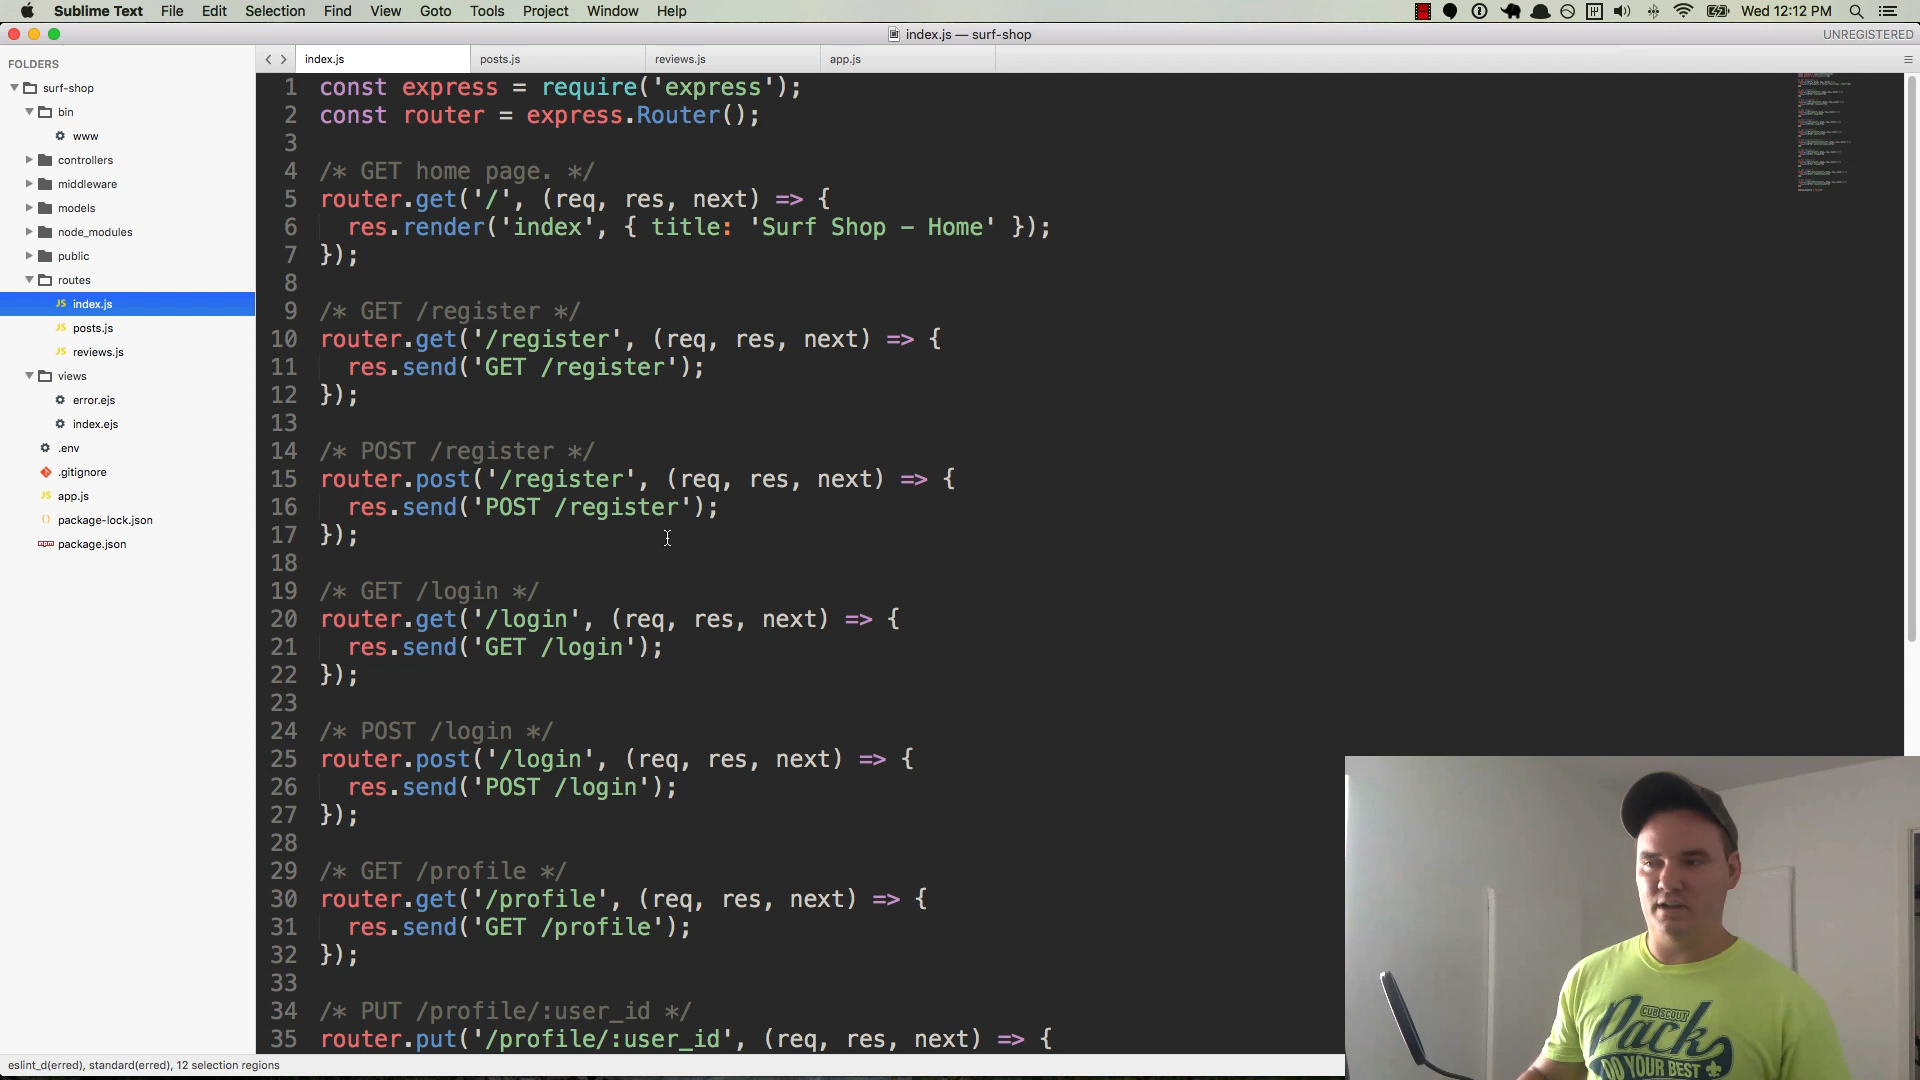 Sublime Text File Edit Selection Find View Goto Tools Project Window Help Wed 12:12 PM
index.js — surf-shop UNREGISTERED
FOLDERS
surf-shop
bin
www
controllers
middleware
models
node_modules
public
routes
index.js
posts.js
reviews.js
views
error.ejs
index.ejs
.env
.gitignore
app.js
package-lock.json
package.json
index.js posts.js reviews.js app.js
1 const express = require('express');
2 const router = express.Router();
3
4 /* GET home page. */
5 router.get('/', (req, res, next) => {
6 res.render('index', { title: 'Surf Shop - Home' });
7 });
8
9 /* GET /register */
10 router.get('/register', (req, res, next) => {
11 res.send('GET /register');
12 });
13
14 /* POST /register */
15 router.post('/register', (req, res, next) => {
16 res.send('POST /register');
17 });
18
19 /* GET /login */
20 router.get('/login', (req, res, next) => {
21 res.send('GET /login');
22 });
23
24 /* POST /login */
25 router.post('/login', (req, res, next) => {
26 res.send('POST /login');
27 });
28
29 /* GET /profile */
30 router.get('/profile', (req, res, next) => {
31 res.send('GET /profile');
32 });
33
34 /* PUT /profile/:user_id */
35 router.put('/profile/:user_id', (req, res, next) => {
eslint_d(erred), standard(erred), 12 selection regions
CUB SCOUT
Pack
DO YOUR BEST